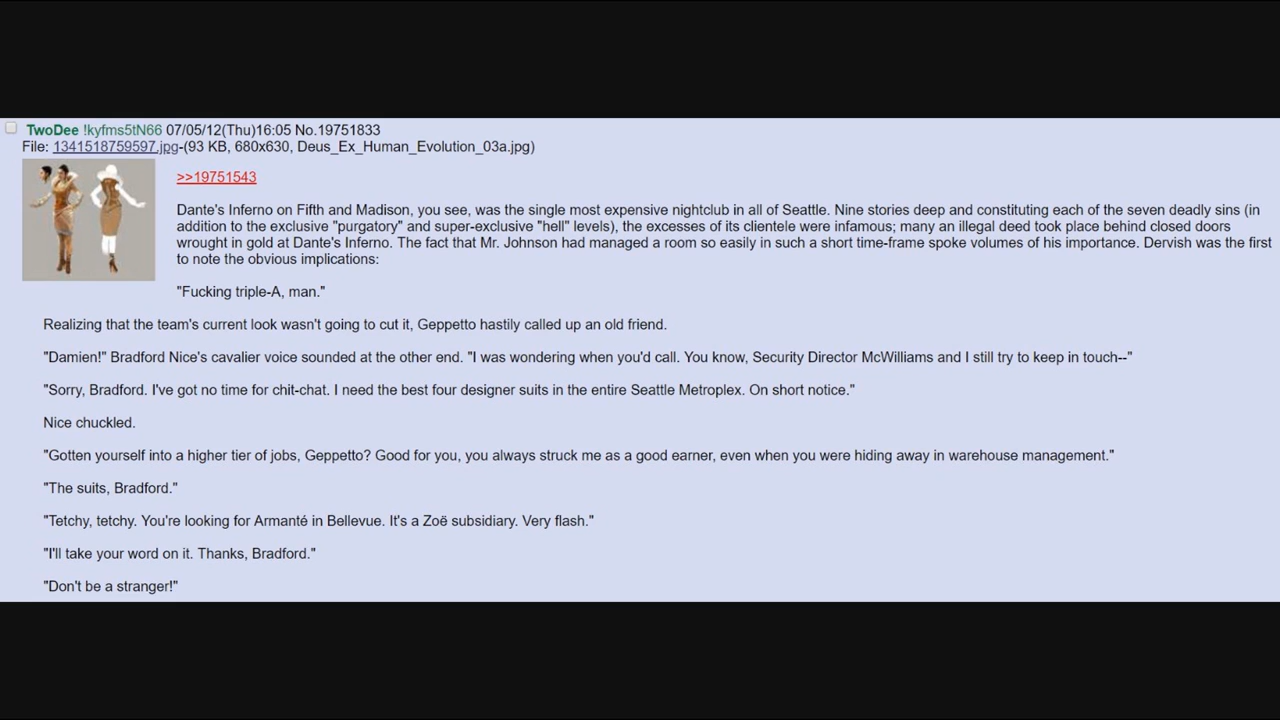 TwoDee !kyfms5tN66 07/05/12(Thu)16:05 No.19751833
File: 1341518759597.jpg-(93 KB, 680x630, Deus_Ex_Human_Evolution_03a.jpg)
>>19751543
Dante's Inferno on Fifth and Madison, you see, was the single most expensive nightclub in all of Seattle. Nine stories deep and constituting each of the seven deadly sins (in
addition to the exclusive "purgatory" and super-exclusive "hell" levels), the excesses of its clientele were infamous; many an illegal deed took place behind closed doors
wrought in gold at Dante's Inferno. The fact that Mr. Johnson had managed a room so easily in such a short time-frame spoke volumes of his importance. Dervish was the first
to note the obvious implications:
"Fucking triple-A, man."
Realizing that the team's current look wasn't going to cut it, Geppetto hastily called up an old friend.
"Damien!" Bradford Nice's cavalier voice sounded at the other end. "I was wondering when you'd call. You know, Security Director McWilliams and I still try to keep in touch--"
"Sorry, Bradford. I've got no time for chit-chat. I need the best four designer suits in the entire Seattle Metroplex. On short notice."
Nice chuckled.
"Gotten yourself into a higher tier of jobs, Geppetto? Good for you, you always struck me as a good earner, even when you were hiding away in warehouse management."
"The suits, Bradford."
"Tetchy, tetchy. You're looking for Armanté in Bellevue. It's a Zoë subsidiary. Very flash."
"I'll take your word on it. Thanks, Bradford."
"Don't be a stranger!"